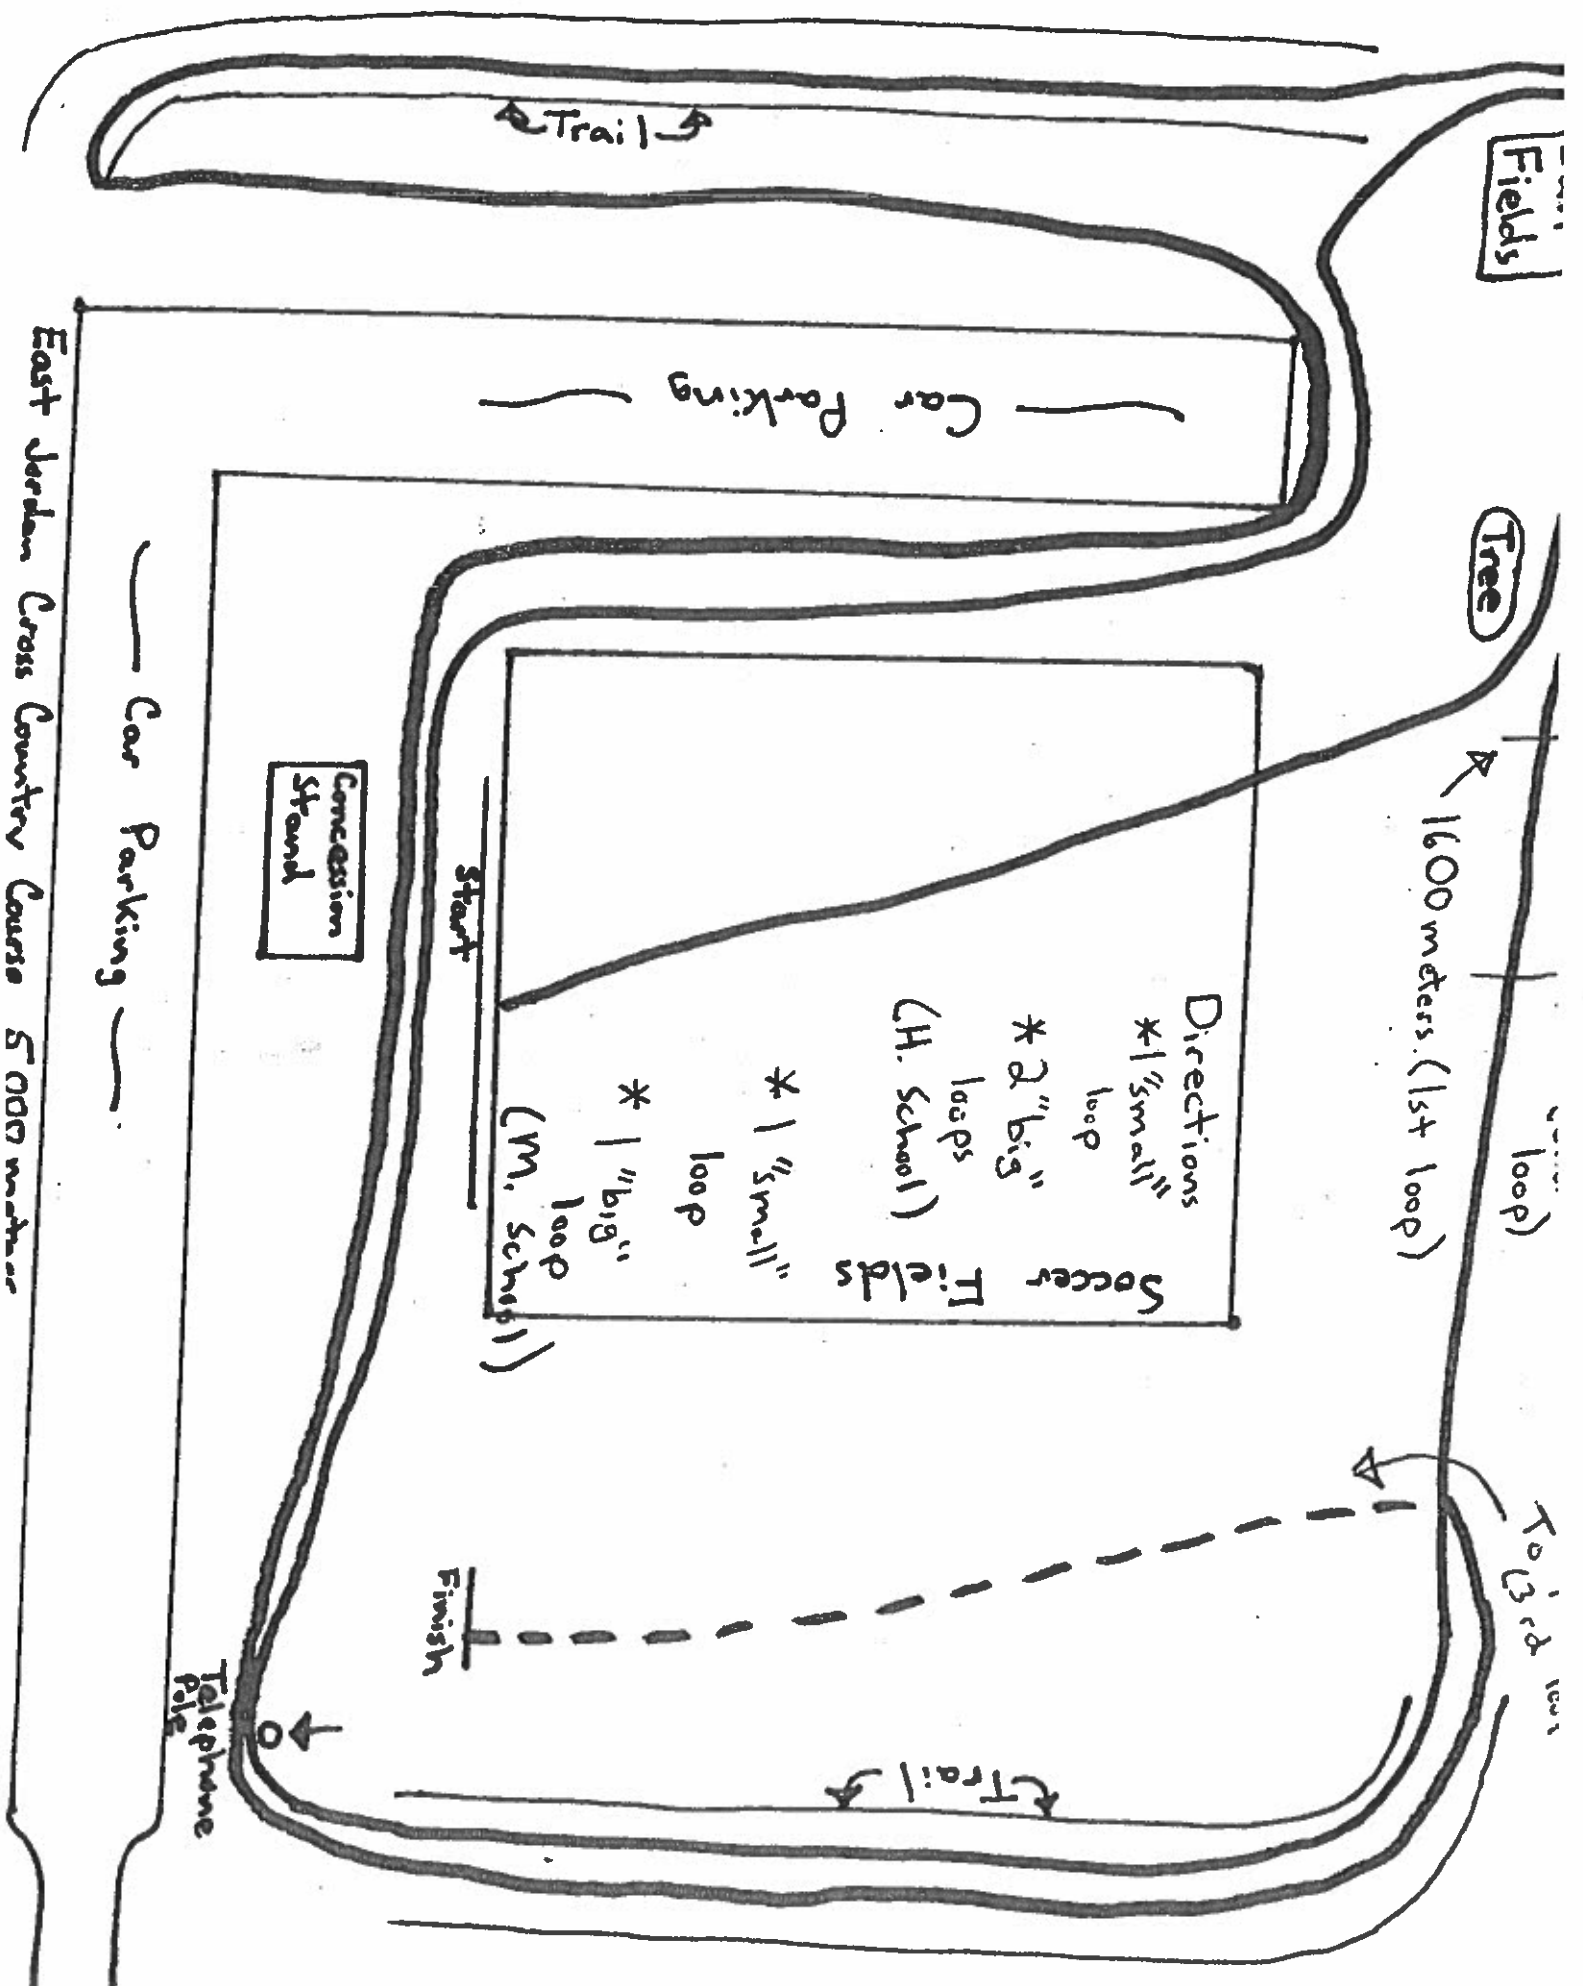 Fields
Tree
Trail
Car Parking
1600 meters. (1st loop)
loop)
To 3rd
Directions
*1 "small"
loop
* 2 "big"
loops
(H. School)
* 1 "small"
loop
* 1 "big"
loop
(M. School)
Soccer Fields
Start
Concession
Stand
Finish
Trail
Telephone
Pole
Car Parking
East Jordan Cross Country Course 5000 meters